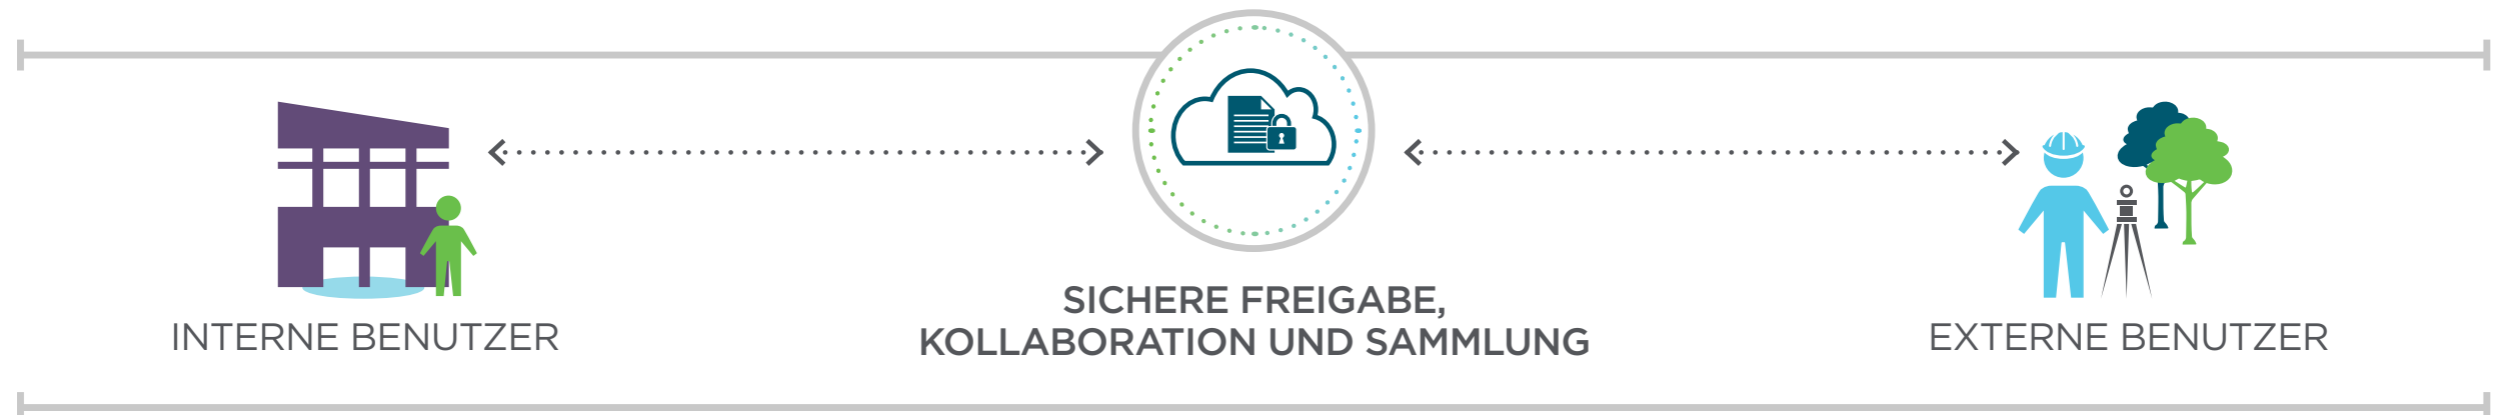 SICHERE FREIGABE,
KOLLABORATION UND SAMMLUNG
INTERNE BENUTZER
EXTERNE BENUTZER